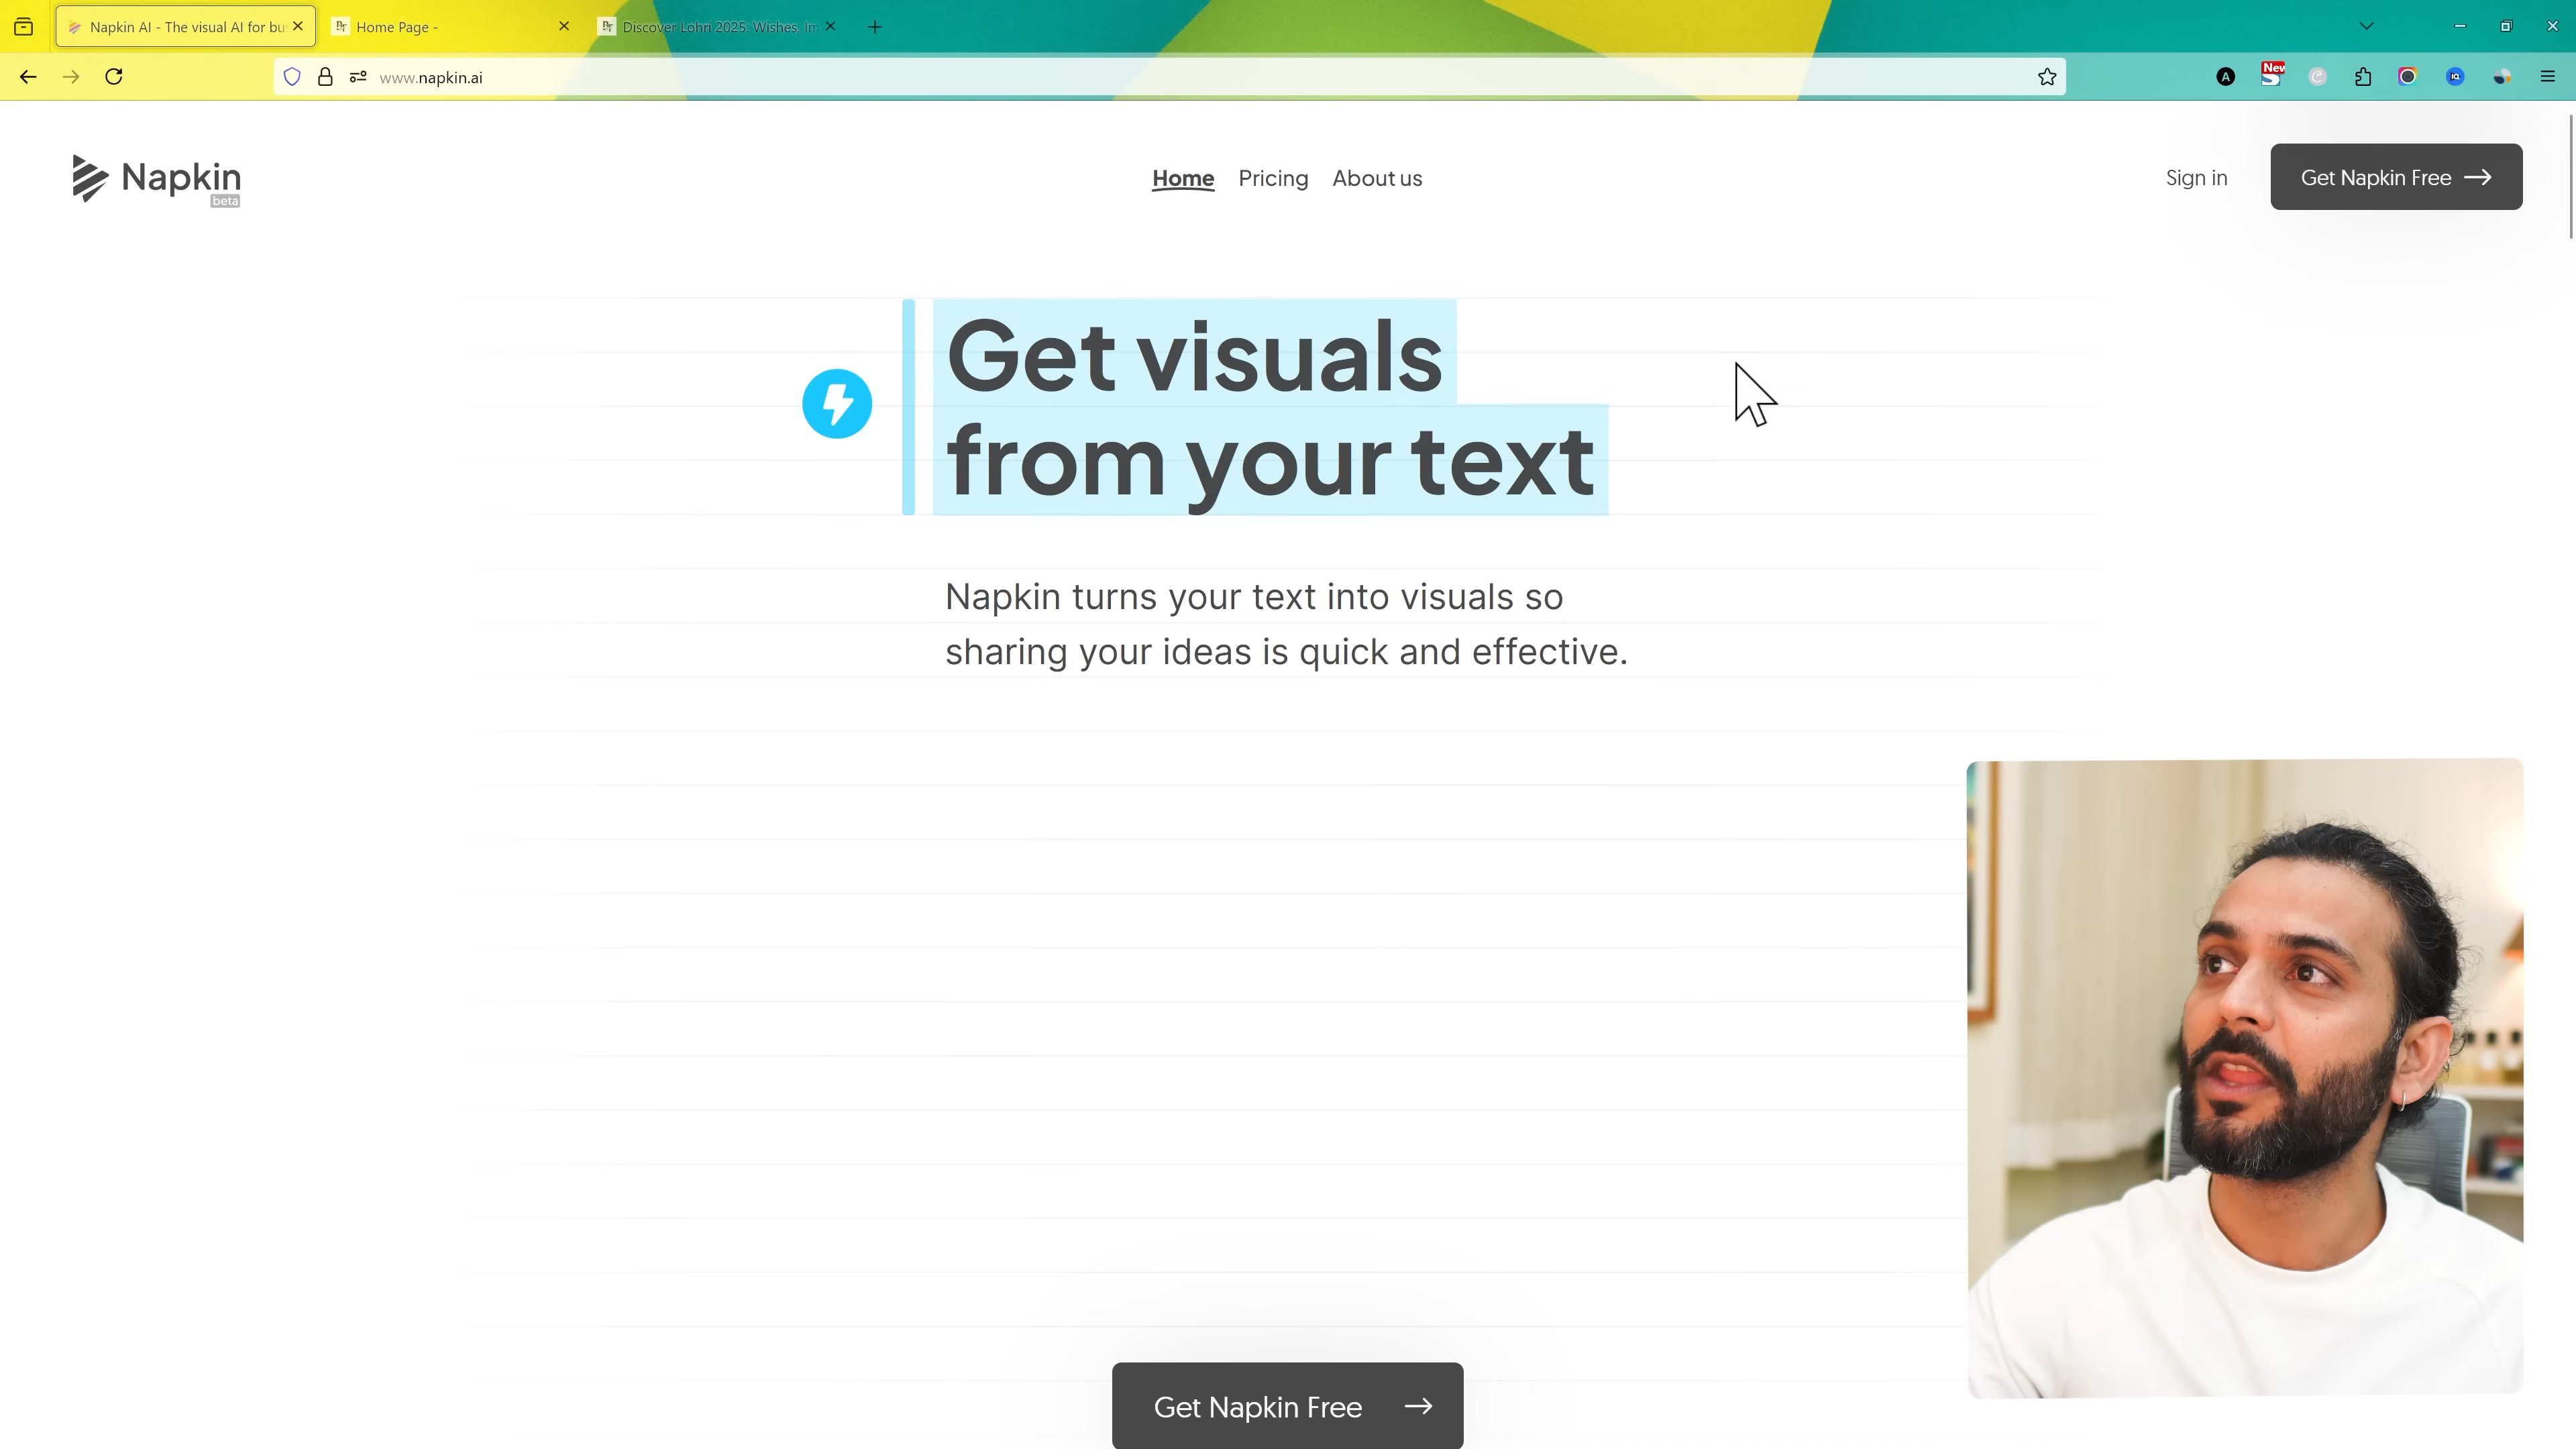 Napkin AI - The visual AI for bu
Home Page -
Discover Lohri 2025: Wishes, Im
www.napkin.ai
A
New
S
IQ
Napkin
beta
Home Pricing About us
Sign in
Get Napkin Free
Get visuals
from your text
Napkin turns your text into visuals so
sharing your ideas is quick and effective.
Get Napkin Free